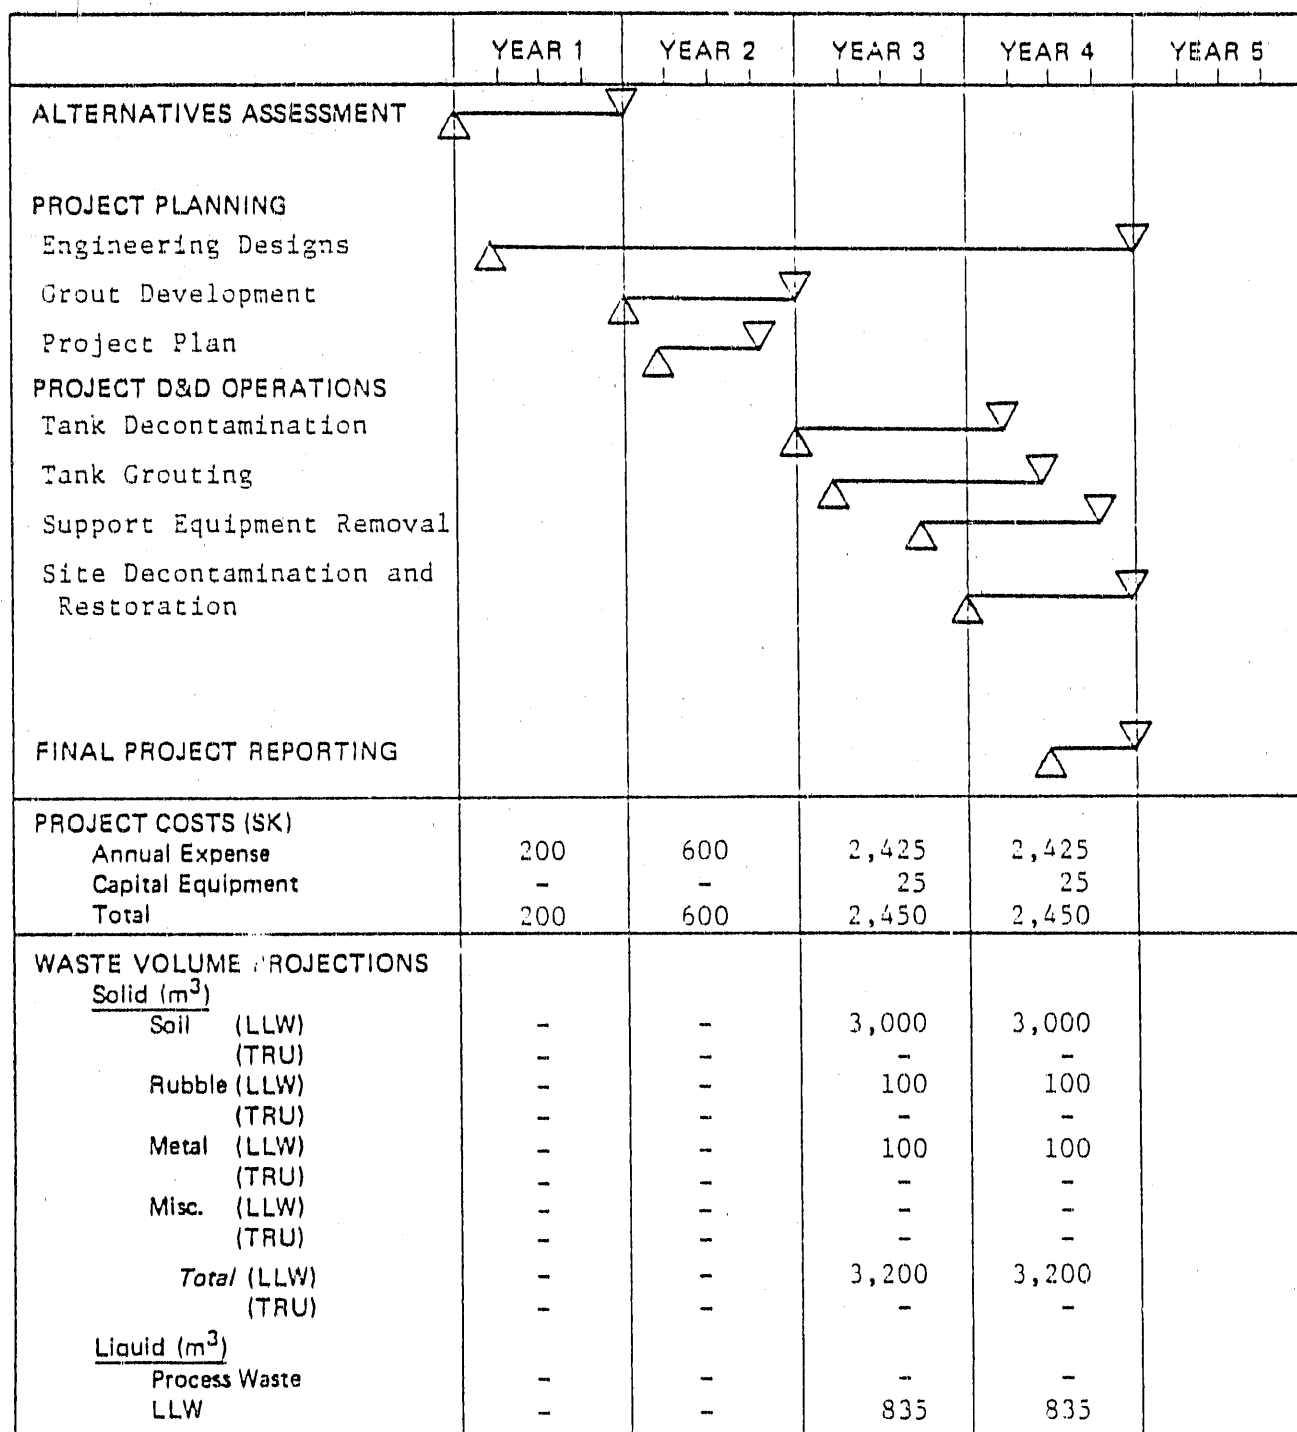 YEAR 1 YEAR 2 YEAR 3 YEAR 4 YEAR 5
ALTERNATIVES ASSESSMENT
PROJECT PLANNING
Engineering Designs
Grout Development
Project Plan
PROJECT D&D OPERATIONS
Tank Decontamination
Tank Grouting
Support Equipment Removal
Site Decontamination and
Restoration
FINAL PROJECT REPORTING
PROJECT COSTS ($K)
Annual Expense 200 600 2,425 2,425
Capital Equipment - - 25 25
Total 200 600 2,450 2,450
WASTE VOLUME PROJECTIONS
Solid (m³)
Soil (LLW) - - 3,000 3,000
(TRU) - - - -
Rubble (LLW) - - 100 100
(TRU) - - - -
Metal (LLW) - - 100 100
(TRU) - - - -
Misc. (LLW) - - - -
(TRU) - - - -
Total (LLW) - - 3,200 3,200
(TRU) - - - -
Liquid (m³)
Process Waste - - - -
LLW - - 835 835